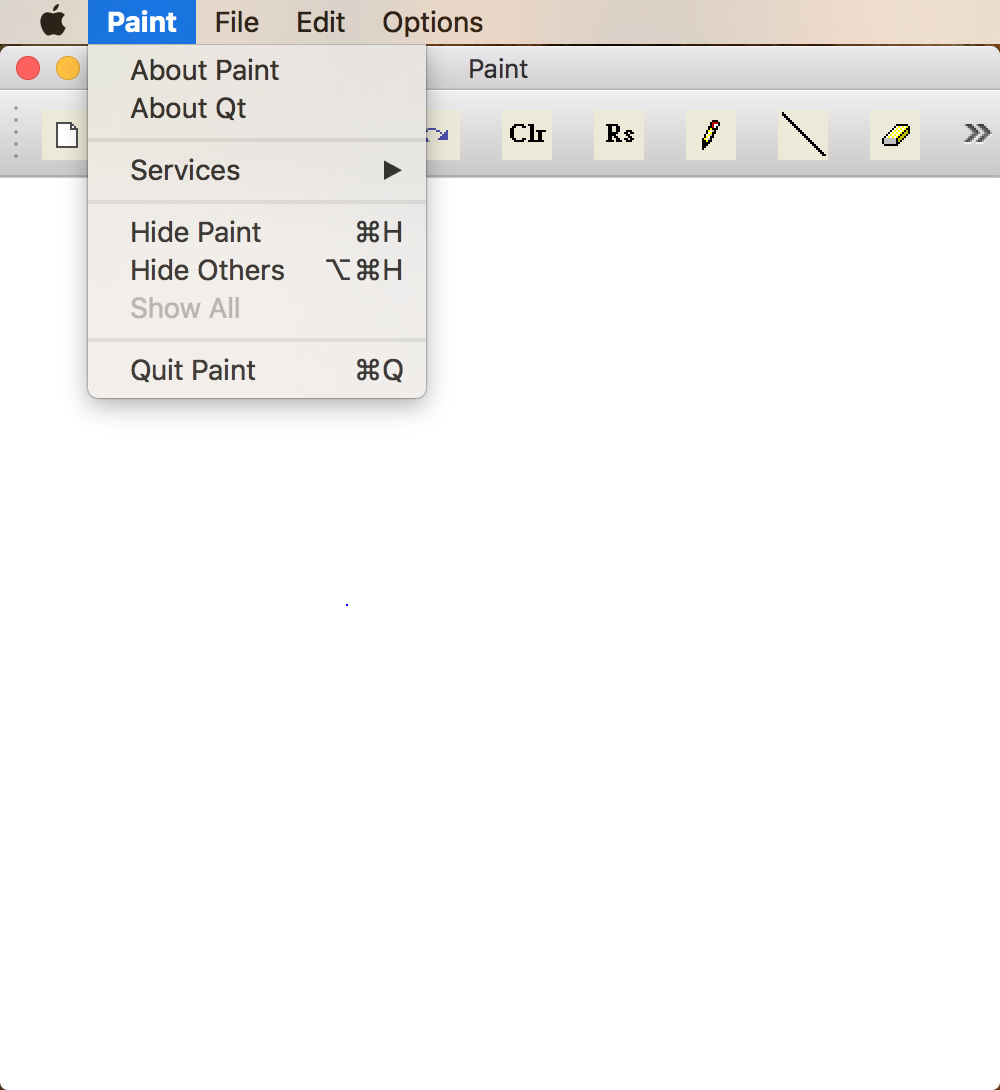 Paint File Edit Options
Paint
Clr Rs
About Paint
About Qt
Services
Hide Paint ⌘H
Hide Others ⌥⌘H
Show All
Quit Paint ⌘Q